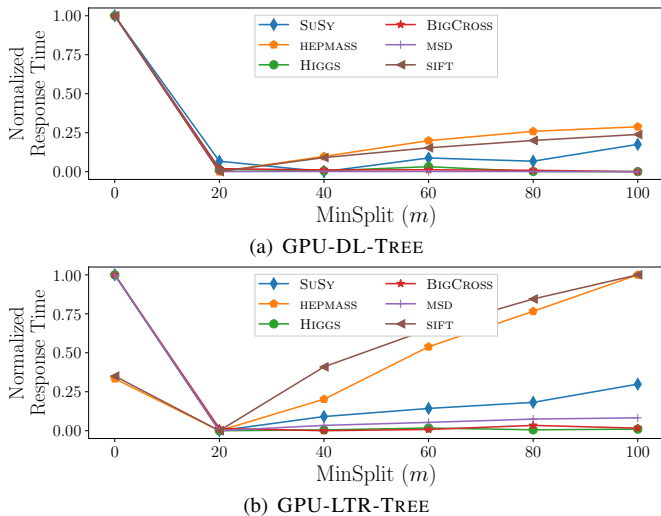 1.00
0.75
0.50
0.25
0.00
Normalized
Response Time
SUSY
HEPMASS
HIGGS
BIGCROSS
MSD
SIFT
0 20 40 60 80 100
MinSplit (m)
(a) GPU-DL-TREE
1.00
0.75
0.50
0.25
0.00
Normalized
Response Time
SUSY
HEPMASS
HIGGS
BIGCROSS
MSD
SIFT
0 20 40 60 80 100
MinSplit (m)
(b) GPU-LTR-TREE